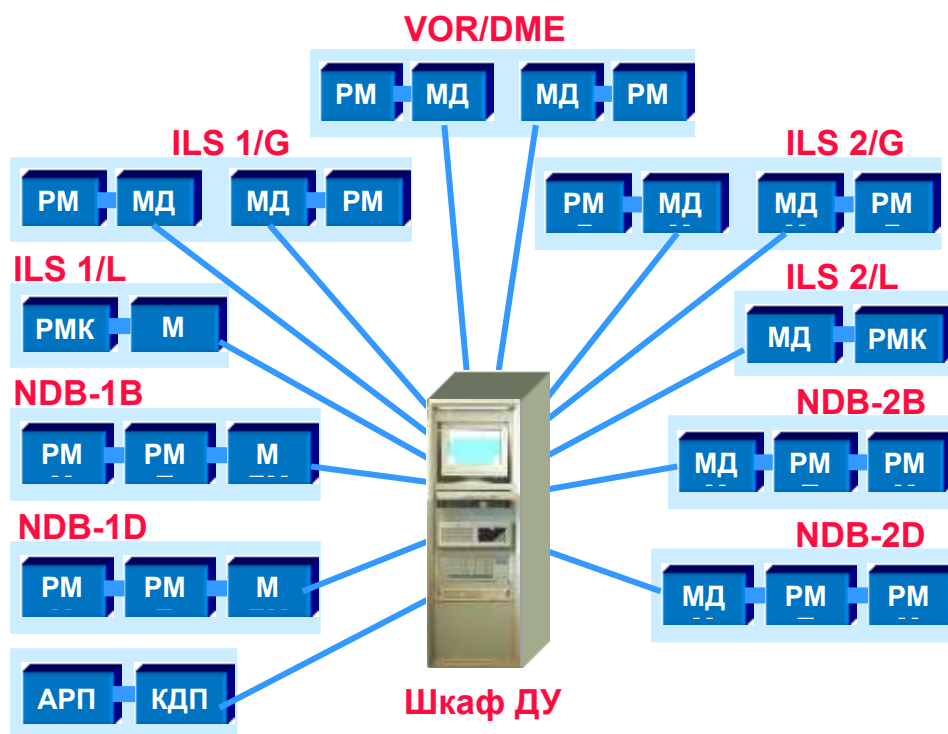 VOR/DME
РМ МД МД РМ
ILS 1/G
РМ МД МД РМ
ILS 2/G
РМ МД МД РМ
ILS 1/L
РМК М
ILS 2/L
МД РМК
NDB-1B
РМ РМ М
NDB-2B
МД РМ РМ
NDB-1D
РМ РМ М
NDB-2D
МД РМ РМ
АРП КДП
Шкаф ДУ